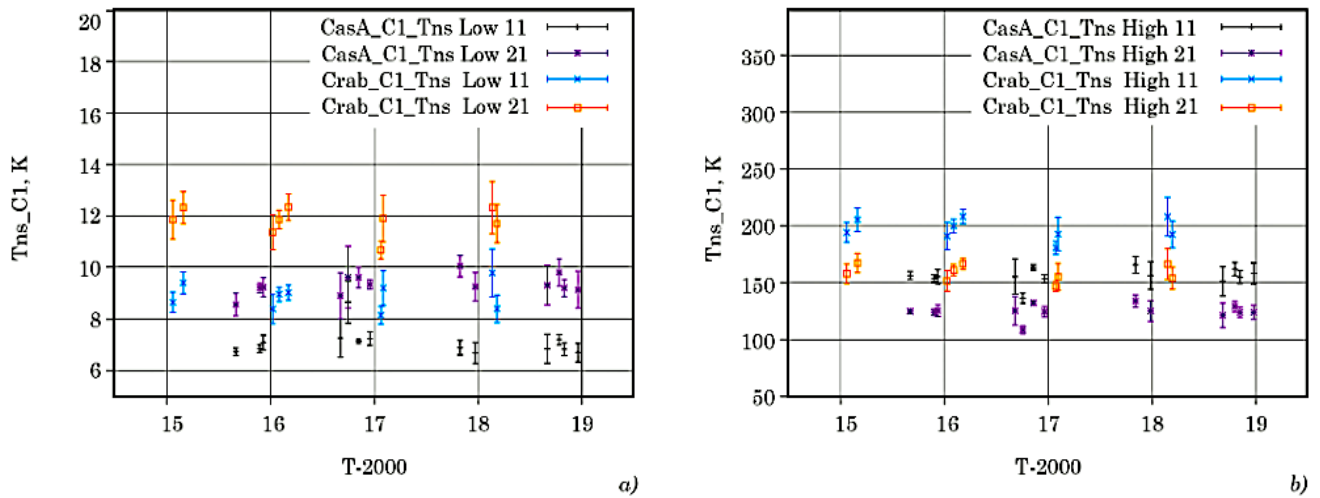 Tns_C1, K
20
18
16
14
12
10
8
6
CasA_C1_Tns Low 11
CasA_C1_Tns Low 21
Crab_C1_Tns Low 11
Crab_C1_Tns Low 21
15 16 17 18 19
T-2000
a)
Tns_C1, K
350
300
250
200
150
100
50
CasA_C1_Tns High 11
CasA_C1_Tns High 21
Crab_C1_Tns High 11
Crab_C1_Tns High 21
15 16 17 18 19
T-2000
b)